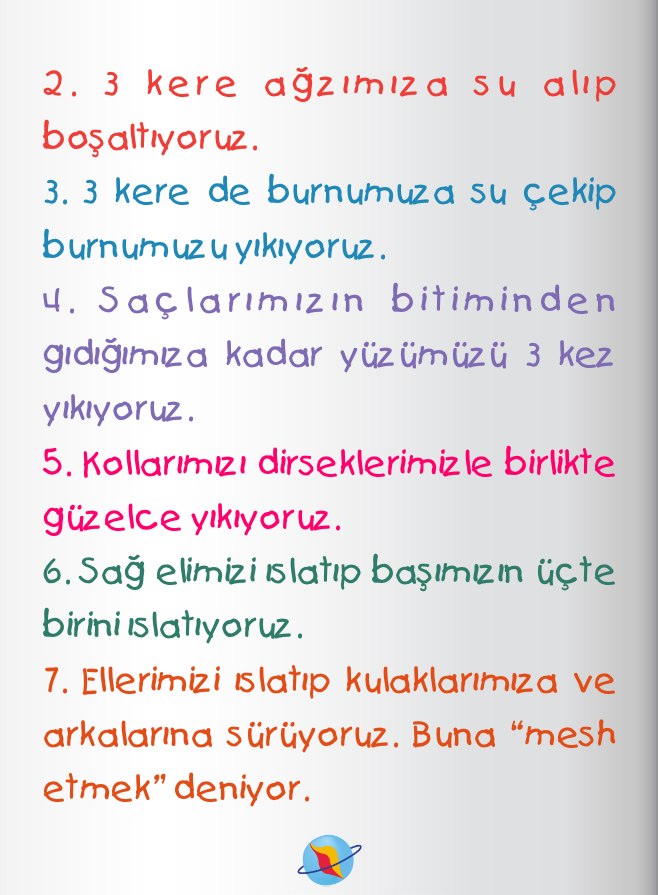 2. 3 kere ağzımıza su alıp
boşaltıyoruz.
3. 3 kere de burnumuza su çekip
burnumuzu yıkıyoruz.
4. Saçlarımızın bitiminden
gıdığımıza kadar yüzümüzü 3 kez
yıkıyoruz.
5. Kollarımızı dirseklerimizle birlikte
güzelce yıkıyoruz.
6. Sağ elimizi ıslatıp başımızın üçte
birini ıslatıyoruz.
7. Ellerimizi ıslatıp kulaklarımıza ve
arkalarına sürüyoruz. Buna “mesh
etmek” deniyor.